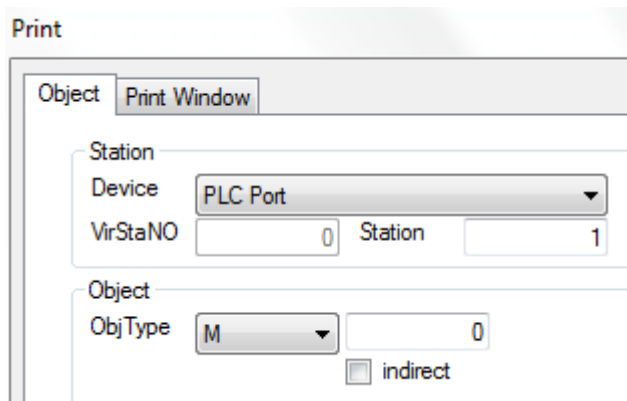 Print
Object Print Window
Station
Device PLC Port
VirStaNO 0 Station 1
Object
ObjType M 0
indirect